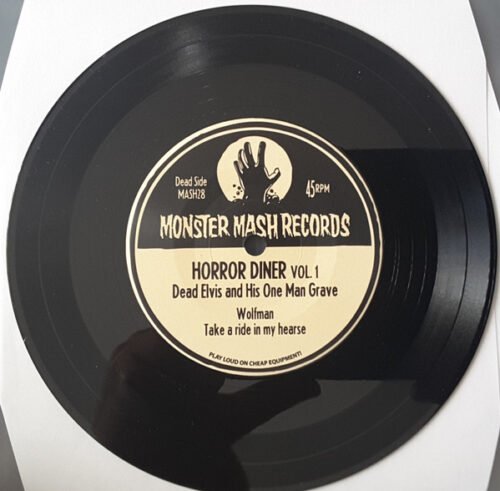 Dead Side
MASH28
45RPM
MONSTER MASH RECORDS
HORROR DINER VOL. 1
Dead Elvis and His One Man Grave
Wolfman
Take a ride in my hearse
PLAY LOUD ON CHEAP EQUIPMENT!